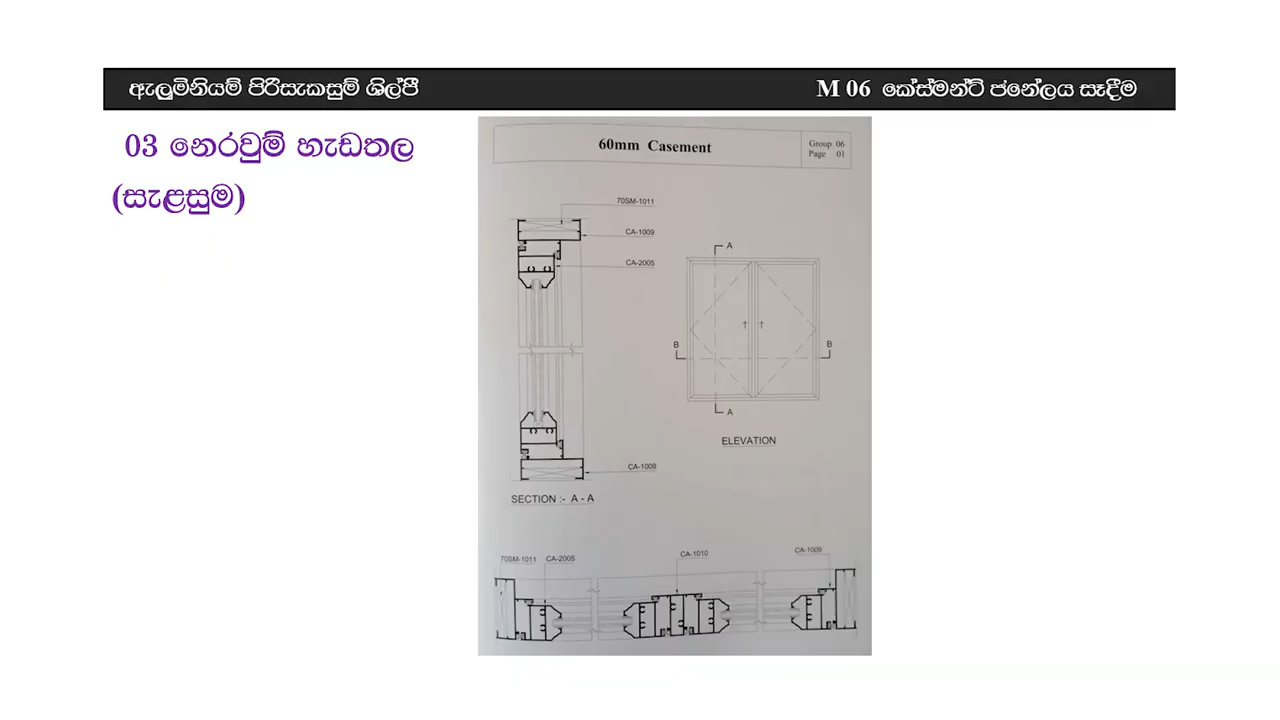 ඇලුමිනියම් පිරිසැකසුම් ශිල්පී
M 06 කේස්මන්ට් ජනේලය සෑදීම
03 නෙරවුම් හැඩතල
(සැළසුම)
60mm Casement
Group 06
Page 01
70SM-1011
CA-1009
CA-2005
A
B
B
A
ELEVATION
CA-1009
SECTION :- A - A
70SM-1011
CA-2005
CA-1010
CA-1009